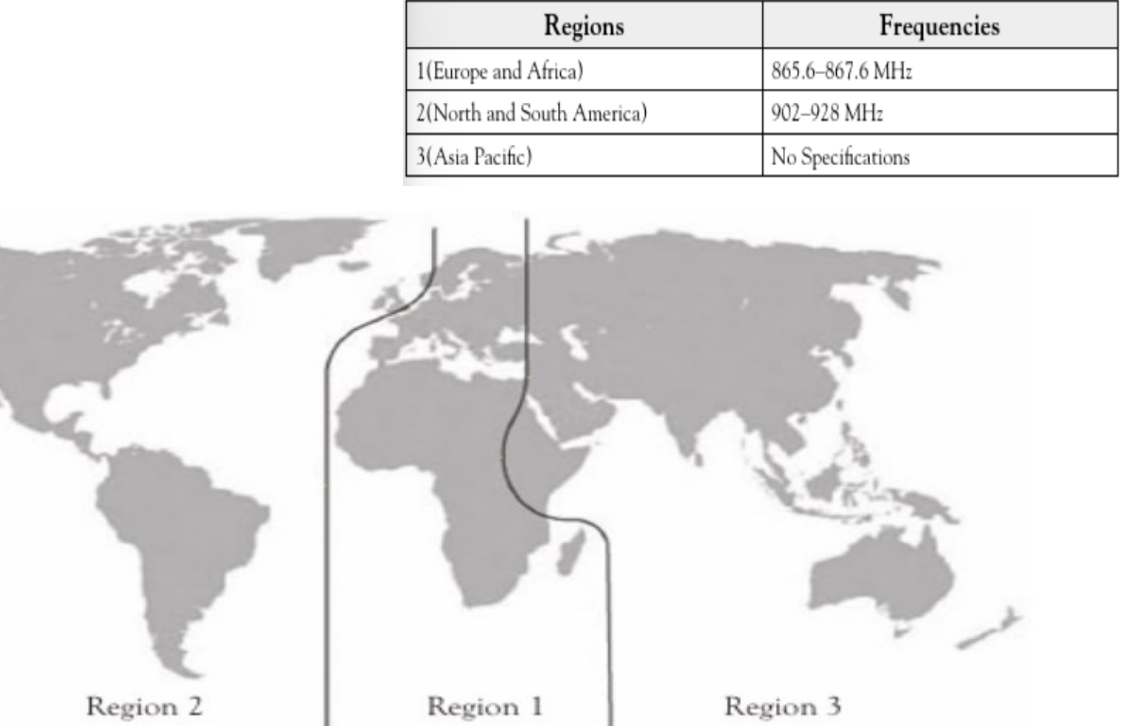 Regions Frequencies
1(Europe and Africa) 865.6–867.6 MHz
2(North and South America) 902–928 MHz
3(Asia Pacific) No Specifications
Region 2 Region 1 Region 3